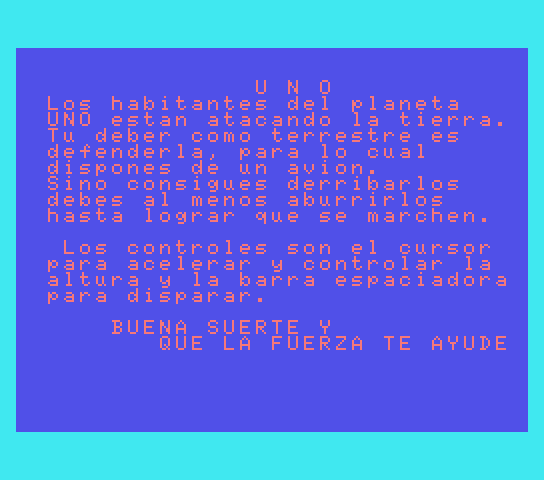 U N O
Los habitantes del planeta
UNO estan atacando la tierra.
Tu deber como terrestre es
defenderla, para lo cual
dispones de un avion.
Sino consigues derribarlos
debes al menos aburrirlos
hasta lograr que se marchen.
Los controles son el cursor
para acelerar y controlar la
altura y la barra espaciadora
para disparar.
BUENA SUERTE Y
QUE LA FUERZA TE AYUDE